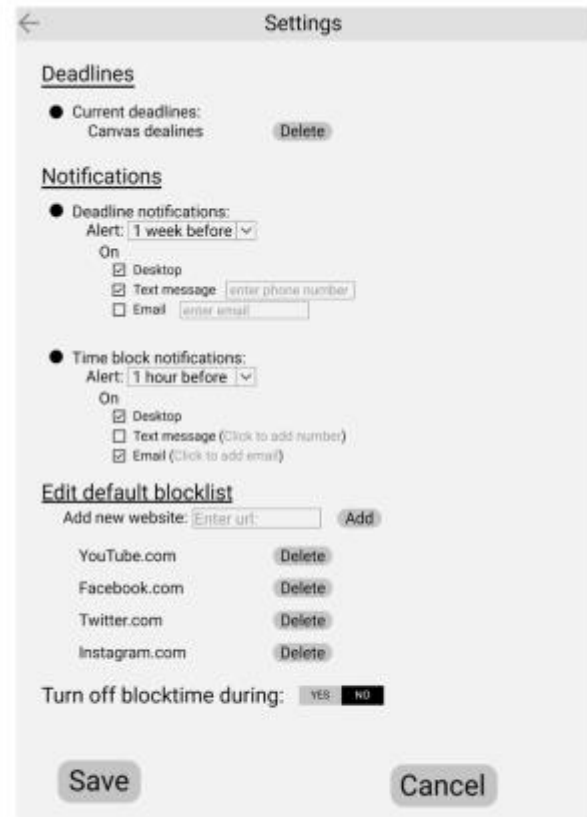 Settings
Deadlines
Current deadlines:
Canvas dealines Delete
Notifications
Deadline notifications:
Alert: 1 week before
On
Desktop
Text message enter phone number
Email enter email
Time block notifications:
Alert: 1 hour before
On
Desktop
Text message (Click to add number)
Email (Click to add email)
Edit default blocklist
Add new website: Enter url: Add
YouTube.com Delete
Facebook.com Delete
Twitter.com Delete
Instagram.com Delete
Turn off blocktime during: YES NO
Save Cancel